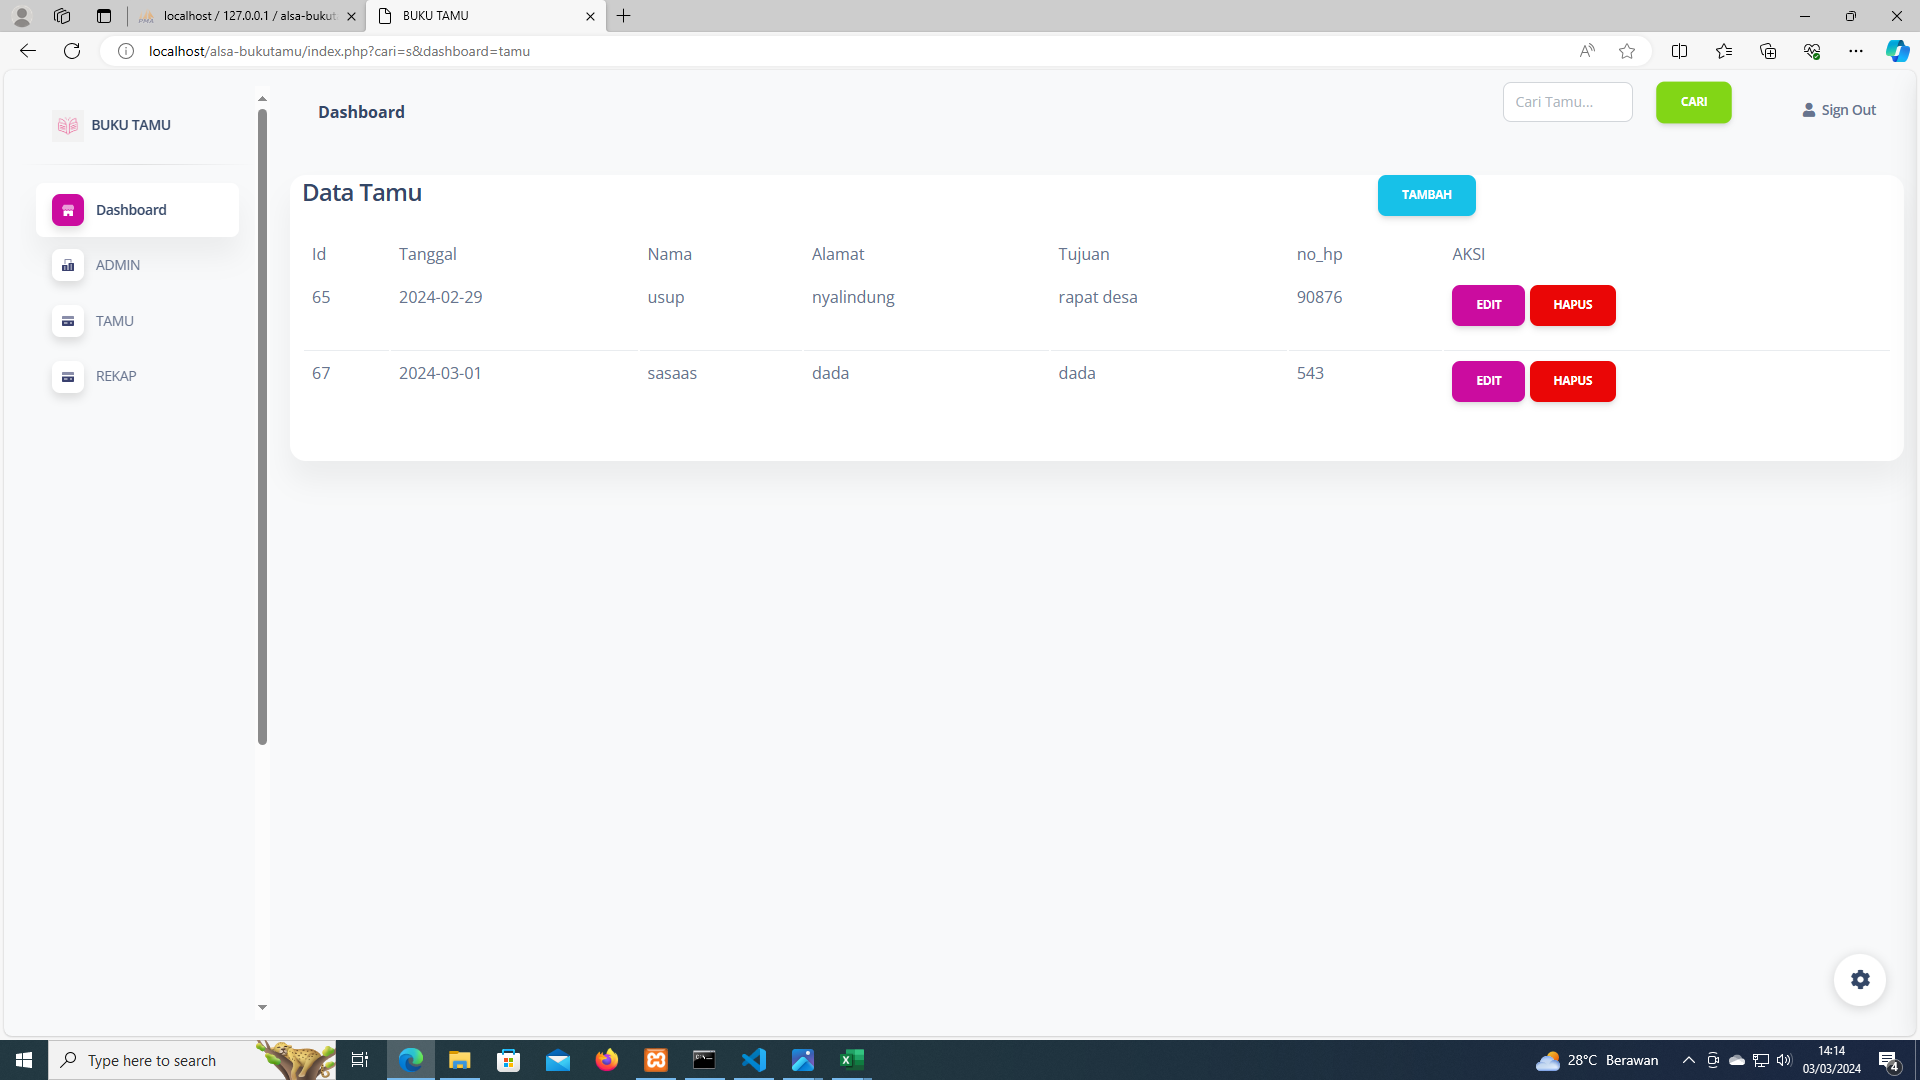 localhost / 127.0.0.1 / alsa-bukut
BUKU TAMU
localhost/alsa-bukutamu/index.php?cari=s&dashboard=tamu
BUKU TAMU
Dashboard
Cari Tamu...
CARI
Sign Out
Dashboard
ADMIN
TAMU
REKAP
Data Tamu
TAMBAH
Id Tanggal Nama Alamat Tujuan no_hp AKSI
65 2024-02-29 usup nyalindung rapat desa 90876 EDIT HAPUS
67 2024-03-01 sasaas dada dada 543 EDIT HAPUS
Type here to search
28°C Berawan
14:14
03/03/2024
4